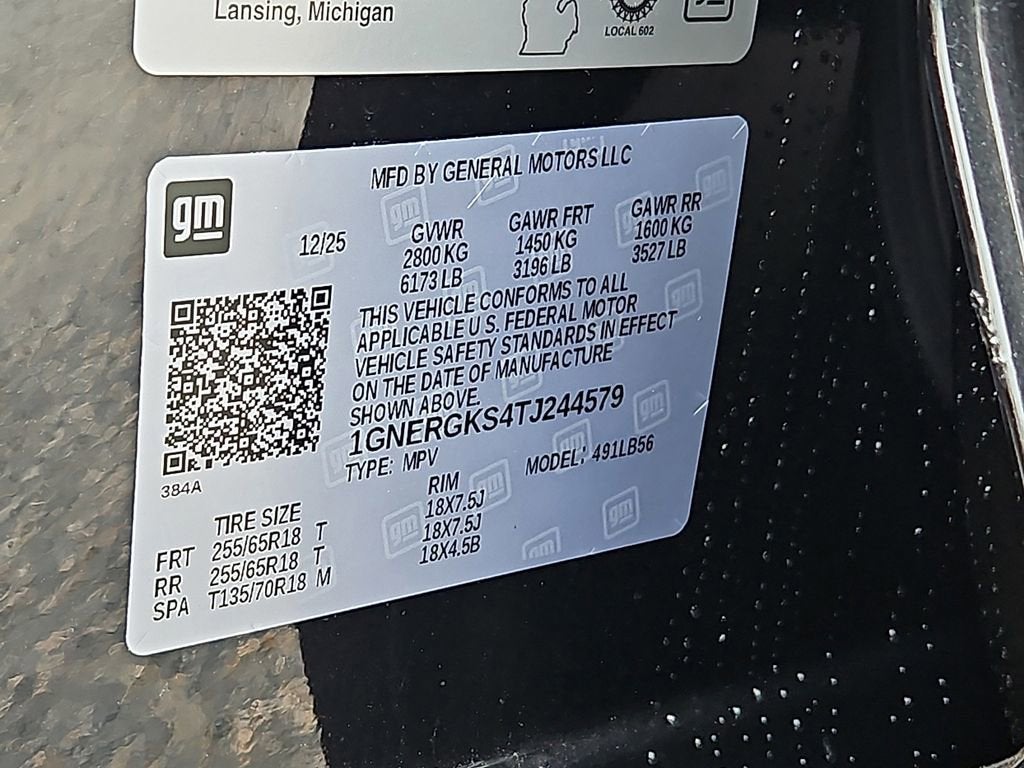 Lansing, Michigan
LOCAL 602
gm
MFD BY GENERAL MOTORS LLC
12/25
GVWR GAWR FRT GAWR RR
2800 KG 1450 KG 1600 KG
6173 LB 3196 LB 3527 LB
THIS VEHICLE CONFORMS TO ALL
APPLICABLE U.S. FEDERAL MOTOR
VEHICLE SAFETY STANDARDS IN EFFECT
ON THE DATE OF MANUFACTURE
SHOWN ABOVE.
1GNERGKS4TJ244579
TYPE: MPV MODEL: 491LB56
384A
TIRE SIZE RIM
FRT 255/65R18 T 18X7.5J
RR 255/65R18 T 18X7.5J
SPA T135/70R18 M 18X4.5B